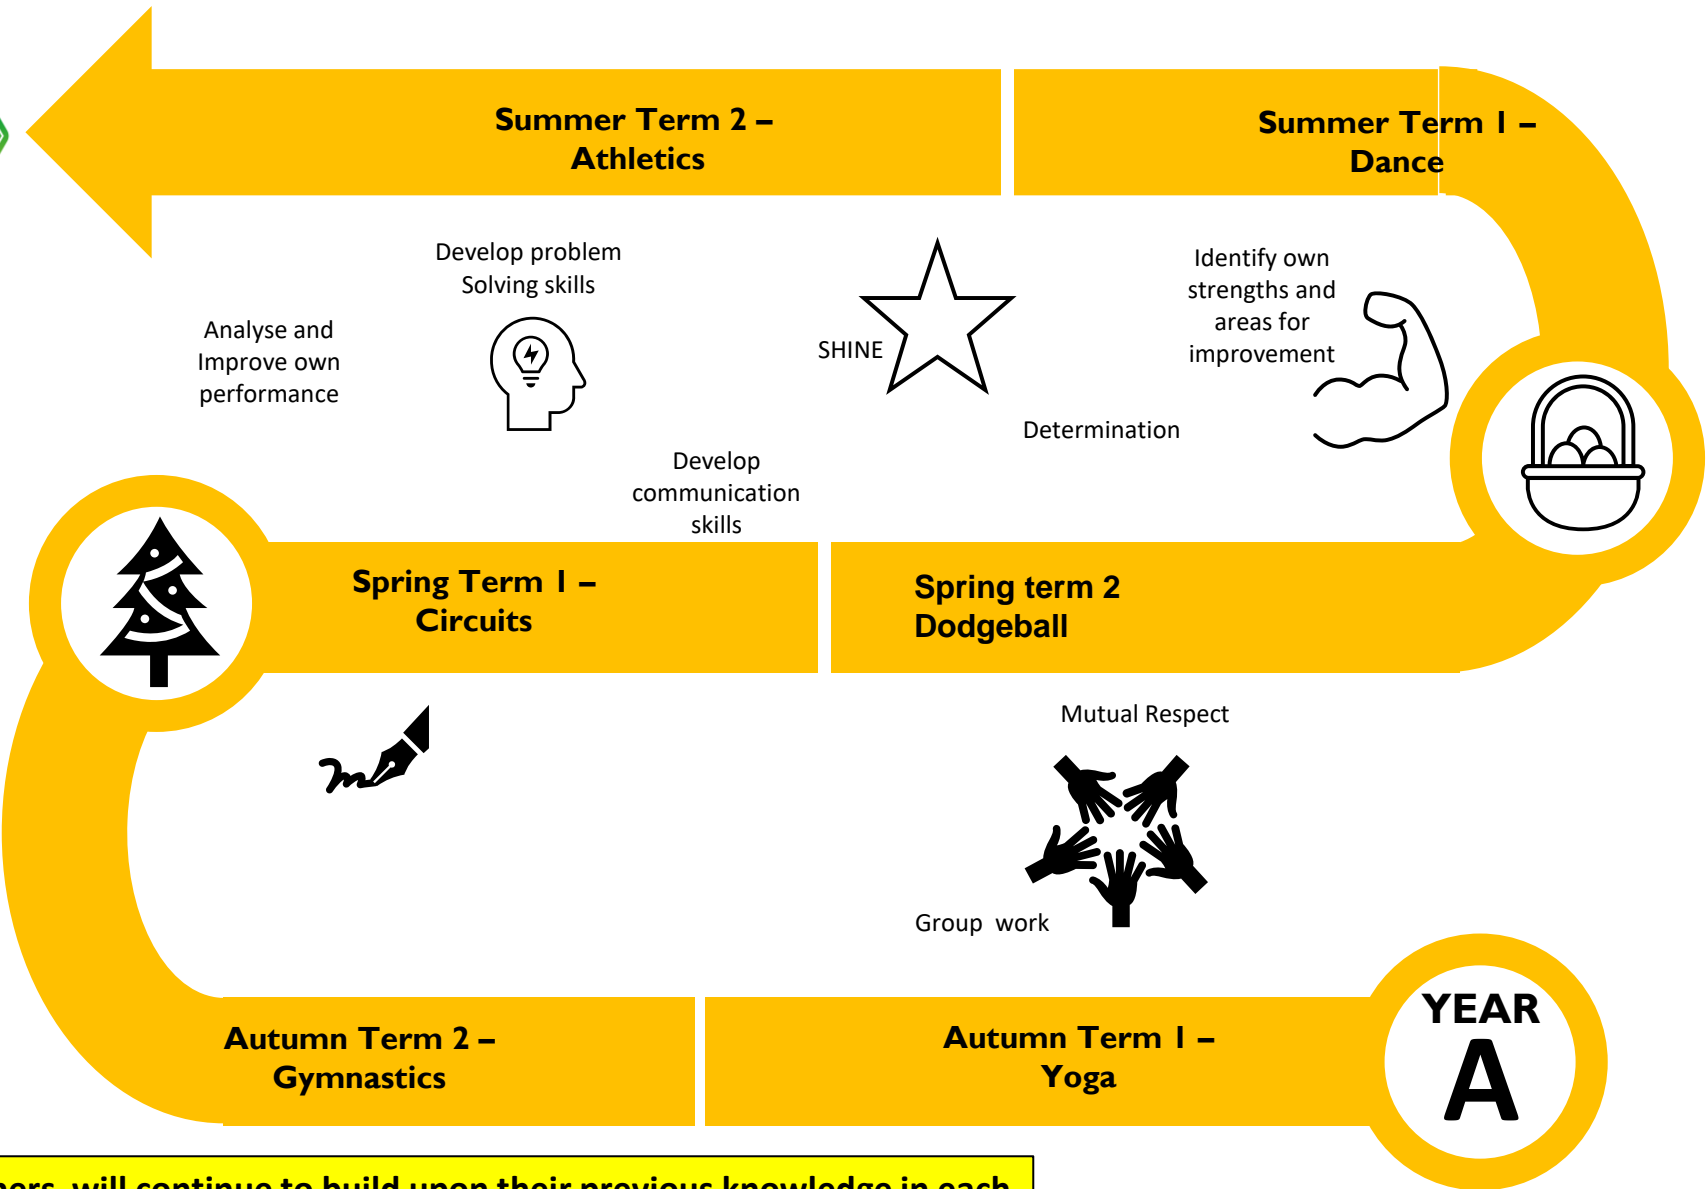 Summer Term 2 –
Athletics
Summer Term 1 –
Dance
Develop problem
Solving skills
Analyse and
Improve own
performance
SHINE
Identify own
strengths and
areas for
improvement
Determination
Develop
communication
skills
Spring Term 1 –
Circuits
Spring term 2
Dodgeball
Mutual Respect
Group work
Autumn Term 2 –
Gymnastics
Autumn Term 1 –
Yoga
YEAR
A
will continue to build upon their previous knowledge in each